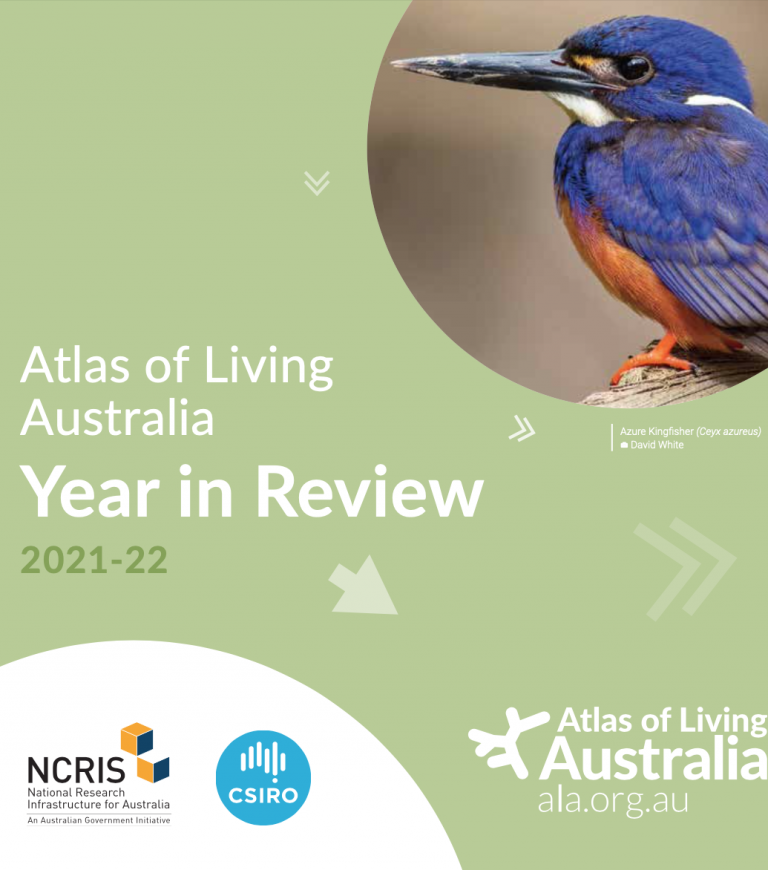 Atlas of Living
Australia
Year in Review
2021-22
Azure Kingfisher (Ceyx azureus)
David White
NCRIS
National Research
Infrastructure for Australia
An Australian Government Initiative
CSIRO
Atlas of Living
Australia
ala.org.au